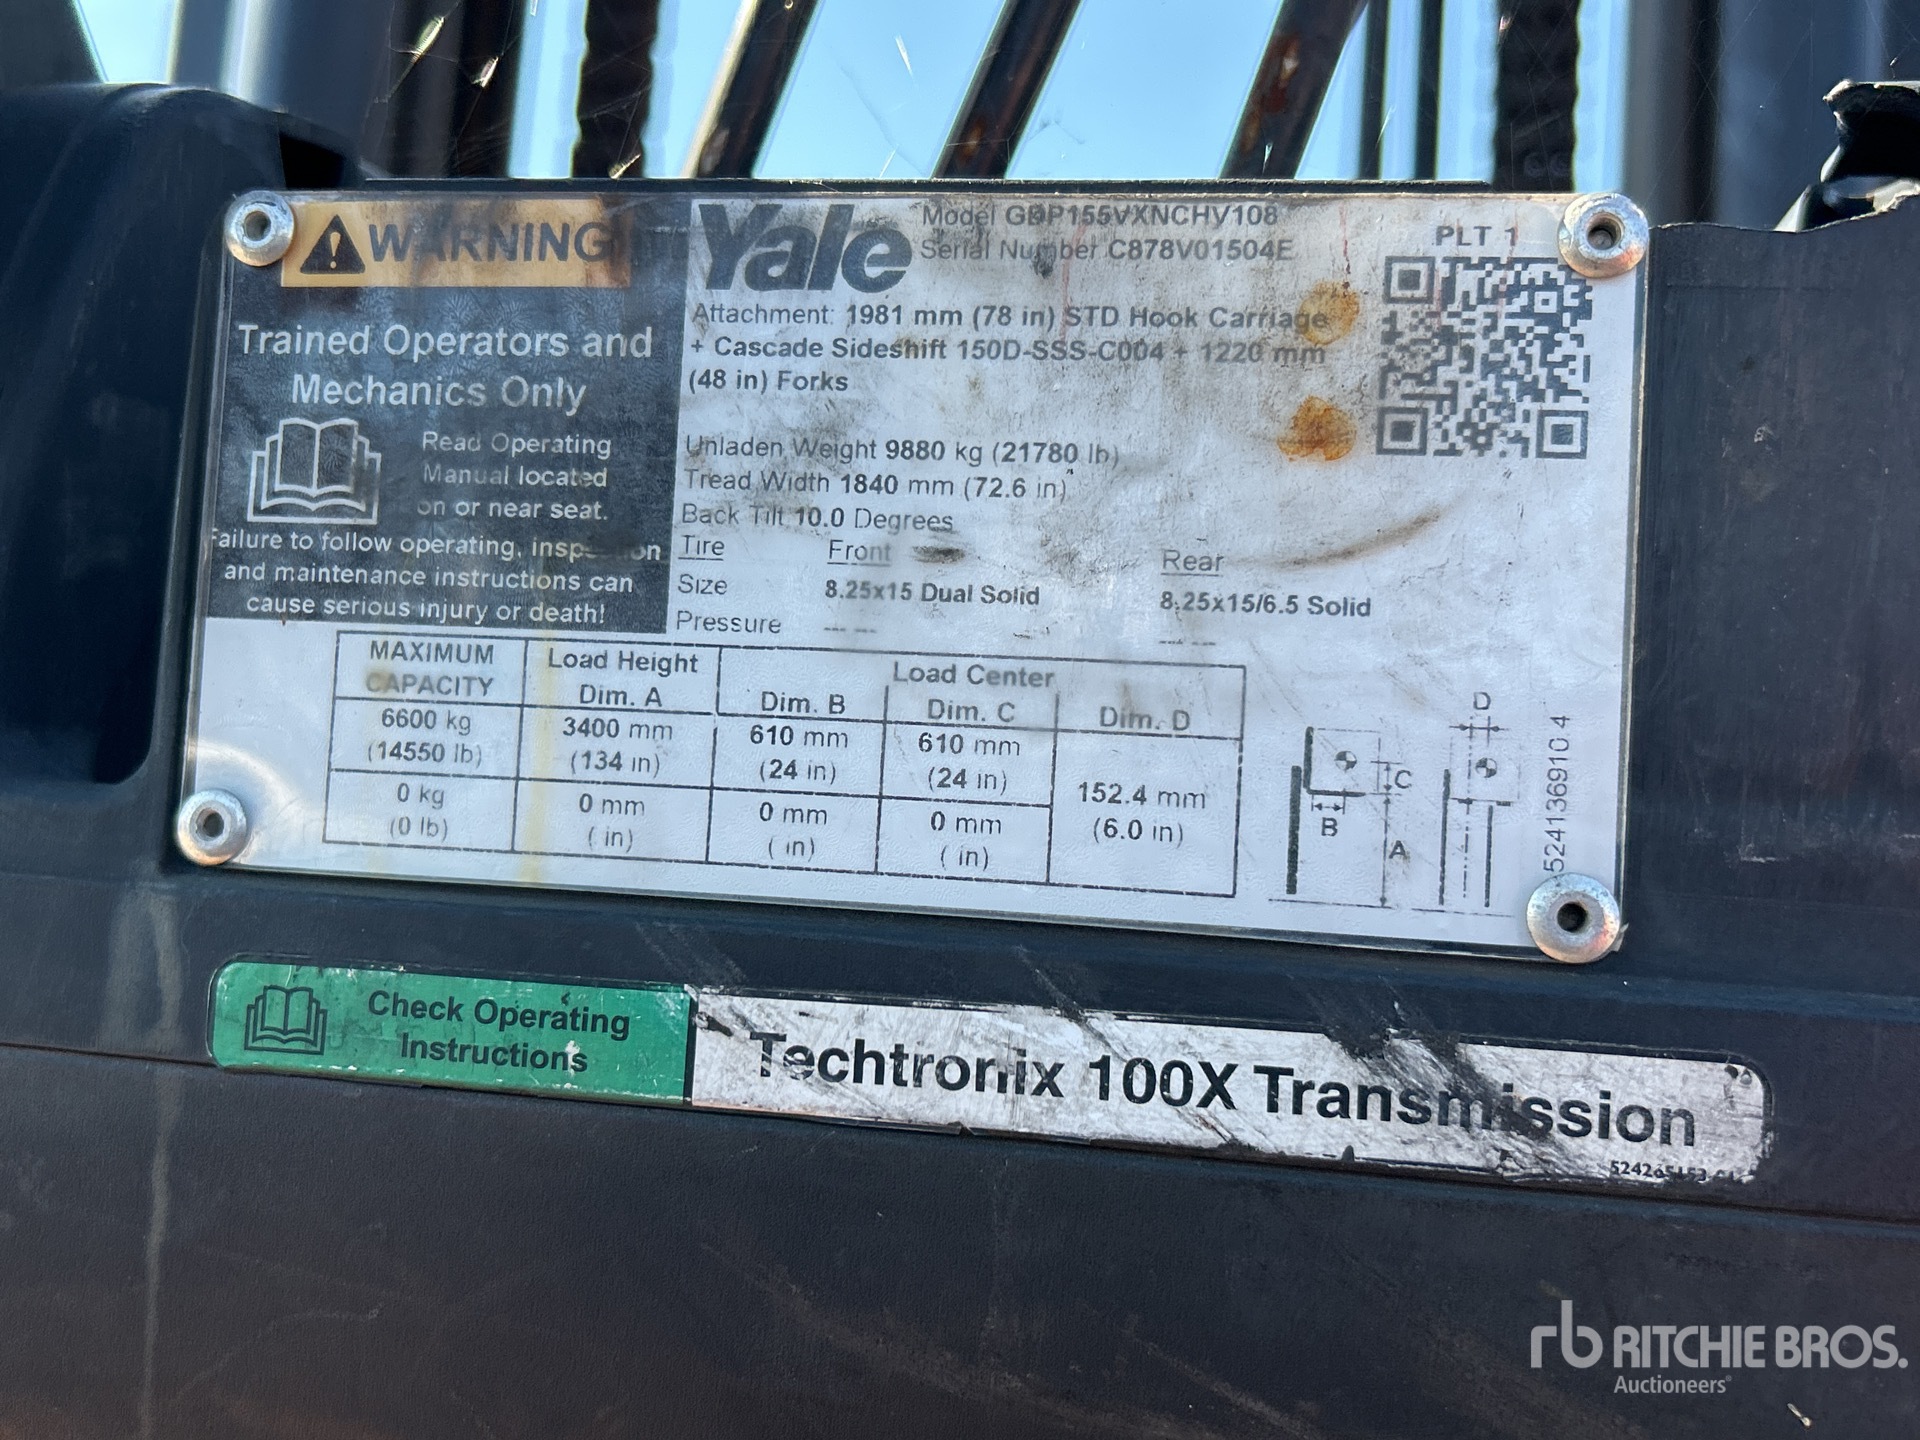 WARNING
Trained Operators and
Mechanics Only
Read Operating
Manual located
on or near seat.
Failure to follow operating, inspection
and maintenance instructions can
cause serious injury or death!
Yale
Model GDP155VXNCHV108
Serial Number C878V01504E
PLT 1
Attachment: 1981 mm (78 in) STD Hook Carriage
+ Cascade Sideshift 150D-SSS-C004 + 1220 mm
(48 in) Forks
Unladen Weight 9880 kg (21780 lb)
Tread Width 1840 mm (72.6 in)
Back Tilt 10.0 Degrees
Tire Front Rear
Size 8.25x15 Dual Solid 8.25x15/6.5 Solid
Pressure --- --- --- ---
MAXIMUM CAPACITY Load Height Dim. A Load Center
Dim. B Dim. C Dim. D
6600 kg 3400 mm 610 mm 610 mm
(14550 lb) (134 in) (24 in) (24 in)
152.4 mm
(6.0 in)
0 kg 0 mm 0 mm 0 mm
(0 lb) ( in) ( in) ( in)
D
C
B
A
524136910.4
Check Operating
Instructions
Techtronix 100X Transmission
rb RITCHIE BROS.
Auctioneers